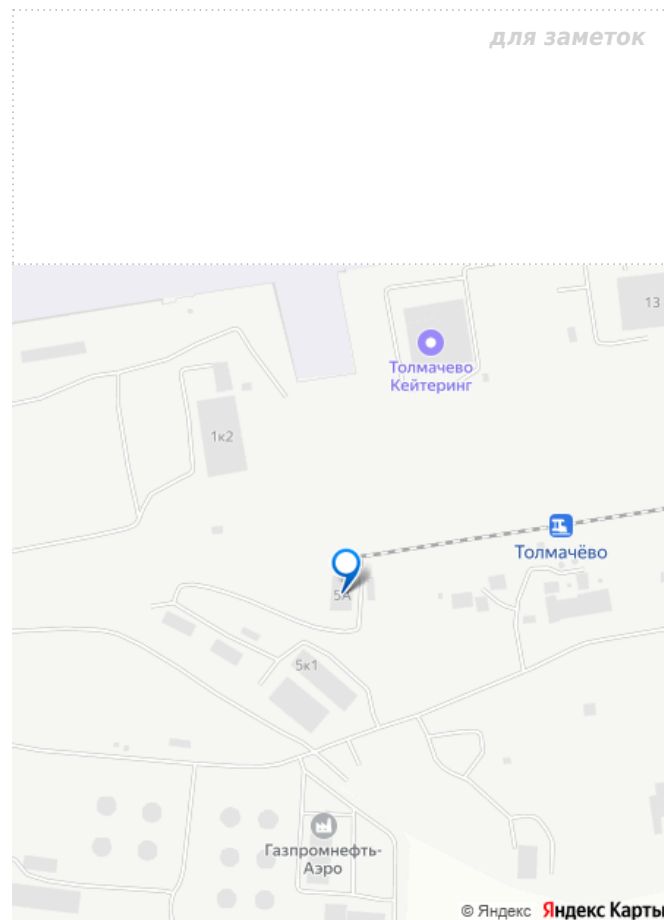 для заметок
13
Толмачево
Кейтеринг
1к2
Толмачёво
5А
5к1
Газпромнефть-
Аэро
© Яндекс Яндекс Карты